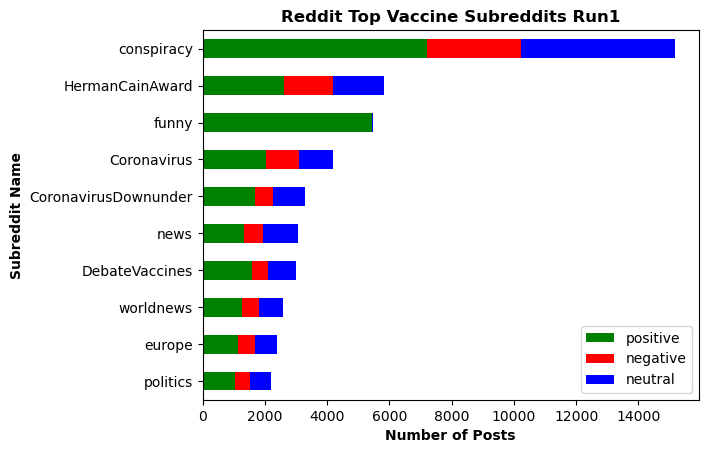 Reddit Top Vaccine Subreddits Run1
Subreddit Name
conspiracy
HermanCainAward
funny
Coronavirus
CoronavirusDownunder
news
DebateVaccines
worldnews
europe
politics
positive
negative
neutral
0 2000 4000 6000 8000 10000 12000 14000
Number of Posts